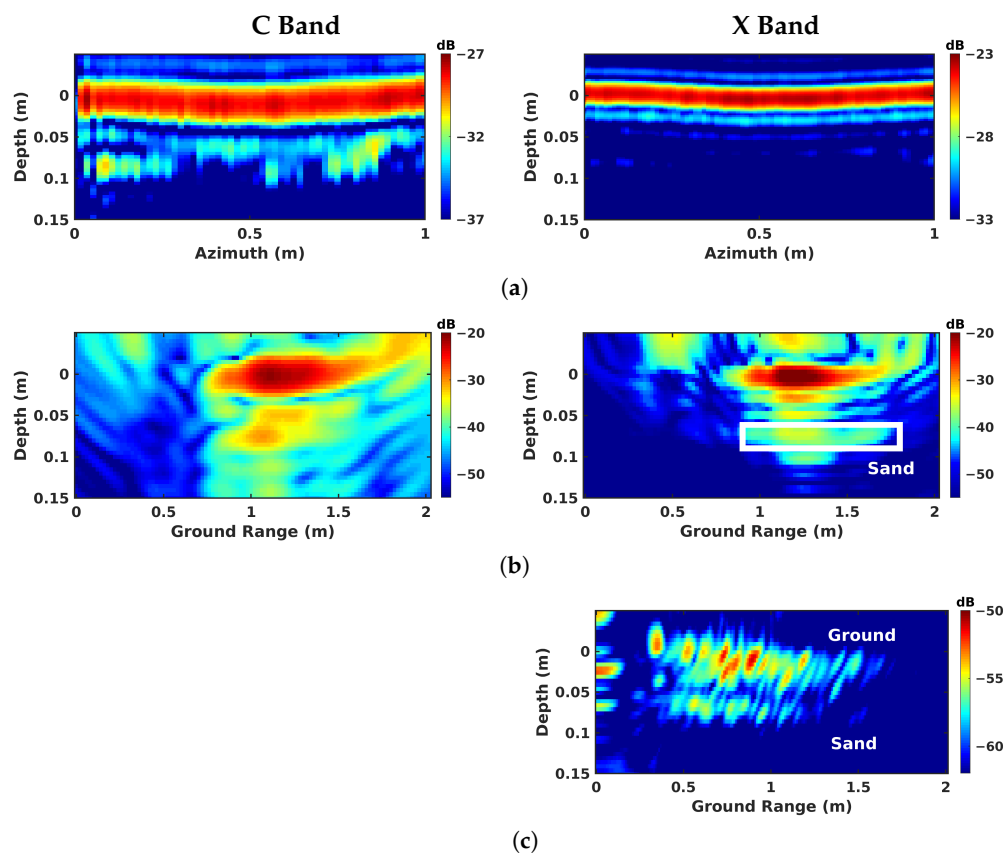 C Band
X Band
dB
−27
−32
−37
Depth (m)
0
0.05
0.1
0.15
0
0.5
1
Azimuth (m)
dB
−23
−28
−33
Depth (m)
0
0.05
0.1
0.15
0
0.5
1
Azimuth (m)
(a)
dB
−20
−30
−40
−50
Depth (m)
0
0.05
0.1
0.15
0
0.5
1
1.5
2
Ground Range (m)
dB
−20
−30
−40
−50
Depth (m)
0
0.05
0.1
0.15
Sand
0
0.5
1
1.5
2
Ground Range (m)
(b)
dB
−50
−55
−60
Depth (m)
0
0.05
0.1
0.15
Ground
Sand
0
0.5
1
1.5
2
Ground Range (m)
(c)